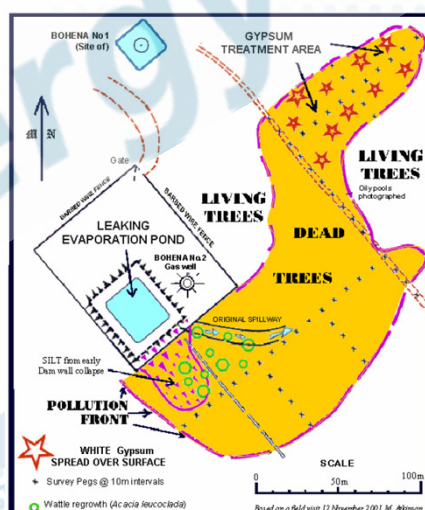 ergy
BOHENA No 1
(Site of)
GYPSUM
TREATMENT AREA
M N
Gate
BARBED WIRE FENCE
BARBED WIRE FENCE
LIVING
TREES
LIVING
TREES
Oily pools
photographed
LEAKING
EVAPORATION POND
BOHENA No.2
Gas well
DEAD
TREES
ORIGINAL SPILLWAY
SILT from early
Dam wall collapse
POLLUTION
FRONT
WHITE Gypsum
SPREAD OVER SURFACE
Survey Pegs @ 10m intervals
Wattle regrowth (Acacia leucoclada)
SCALE
0 50m 100m
Based on a field visit 12 November 2001 M. Atkinson